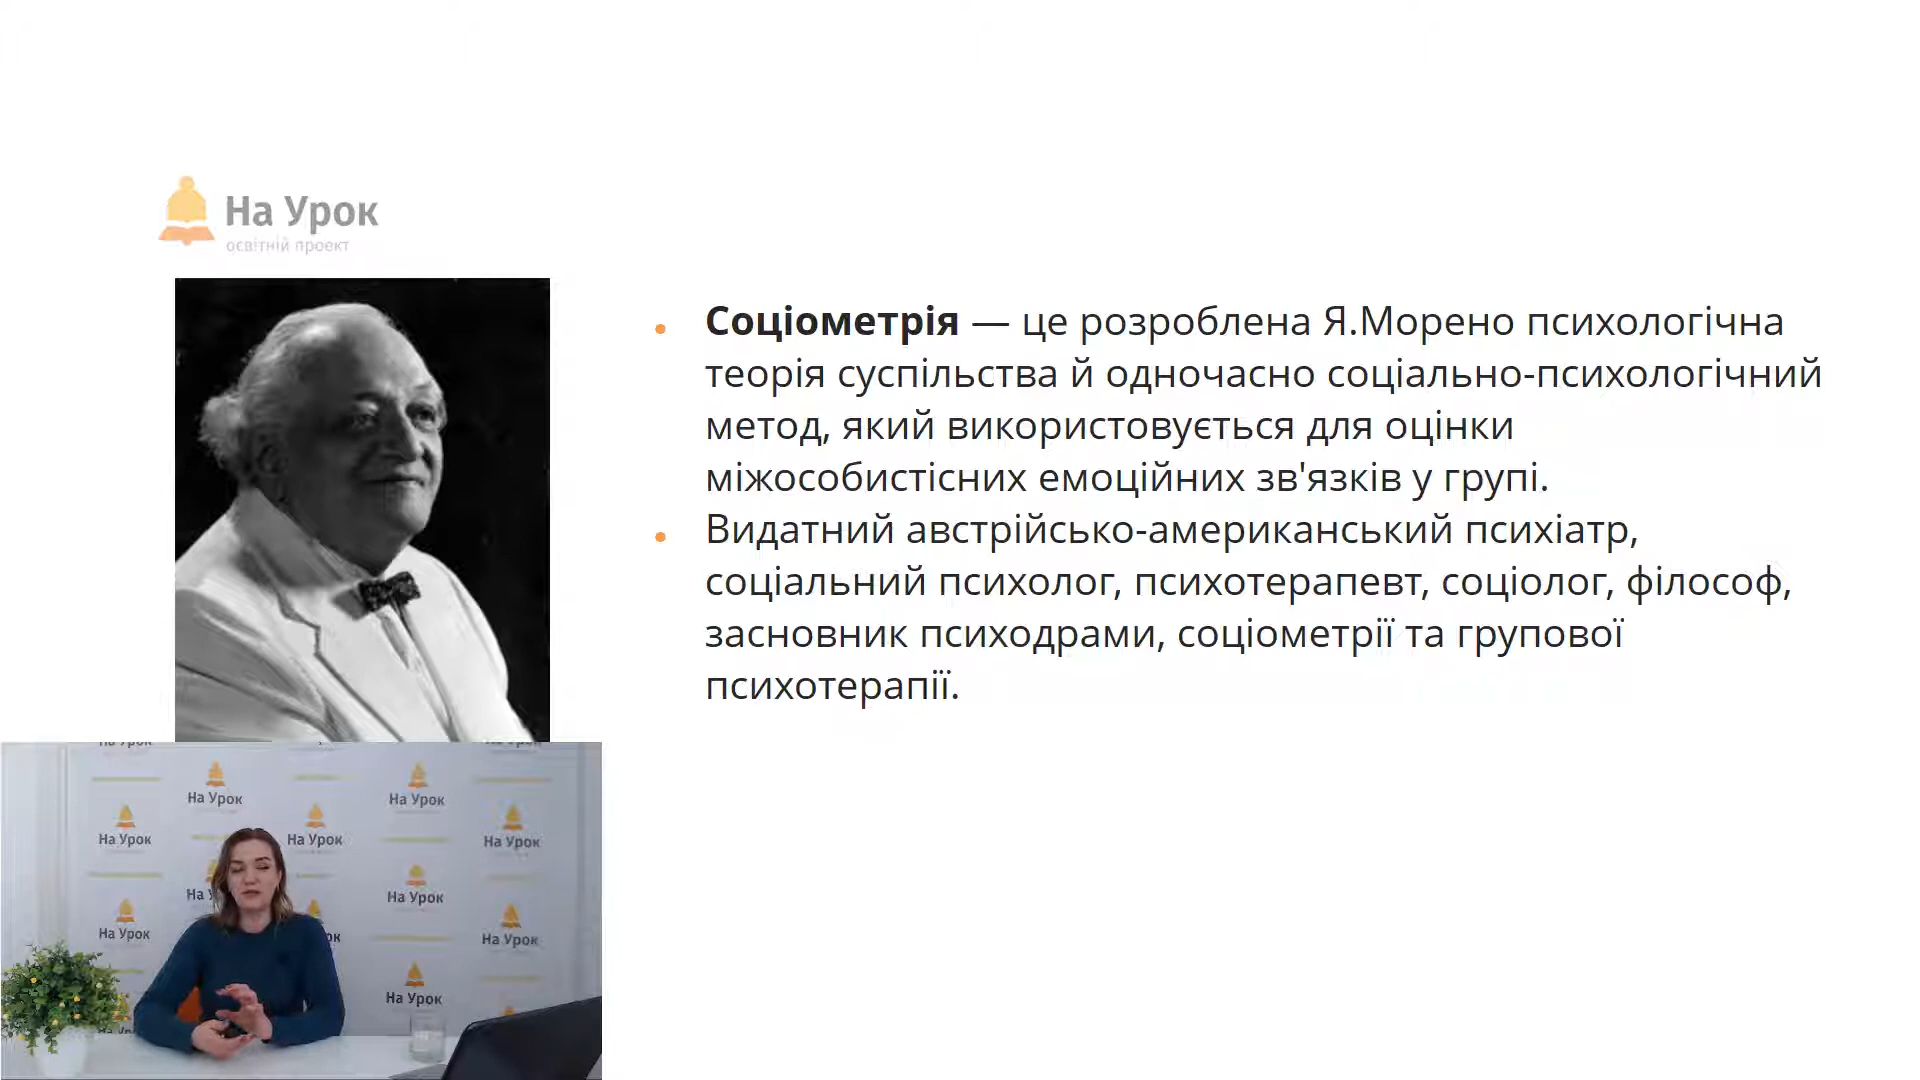 На Урок
освітній проект
Соціометрія — це розроблена Я.Морено психологічна
теорія суспільства й одночасно соціально-психологічний
метод, який використовується для оцінки
міжособистісних емоційних зв'язків у групі.
Видатний австрійсько-американський психіатр,
соціальний психолог, психотерапевт, соціолог, філософ,
засновник психодрами, соціометрії та групової
психотерапії.
На Урок
На Урок
На Урок
На Урок
На Урок
На Урок
На Урок
На Урок
На Урок